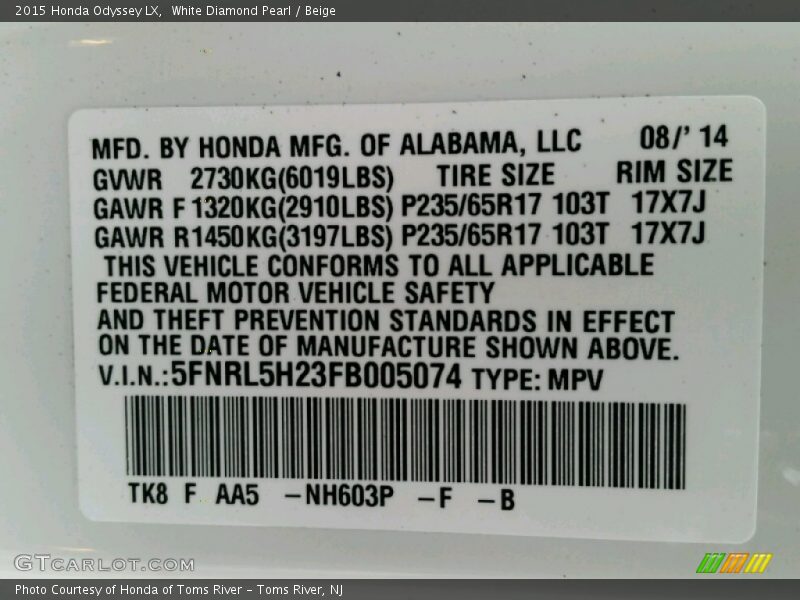 2015 Honda Odyssey LX, White Diamond Pearl / Beige
MFD. BY HONDA MFG. OF ALABAMA, LLC 08/' 14
GVWR 2730KG(6019LBS) TIRE SIZE RIM SIZE
GAWR F 1320KG(2910LBS) P235/65R17 103T 17X7J
GAWR R1450KG(3197LBS) P235/65R17 103T 17X7J
THIS VEHICLE CONFORMS TO ALL APPLICABLE
FEDERAL MOTOR VEHICLE SAFETY
AND THEFT PREVENTION STANDARDS IN EFFECT
ON THE DATE OF MANUFACTURE SHOWN ABOVE.
V.I.N.:5FNRL5H23FB005074 TYPE: MPV
TK8 F AA5 -NH603P -F -B
GTCARLOT.COM
Photo Courtesy of Honda of Toms River - Toms River, NJ